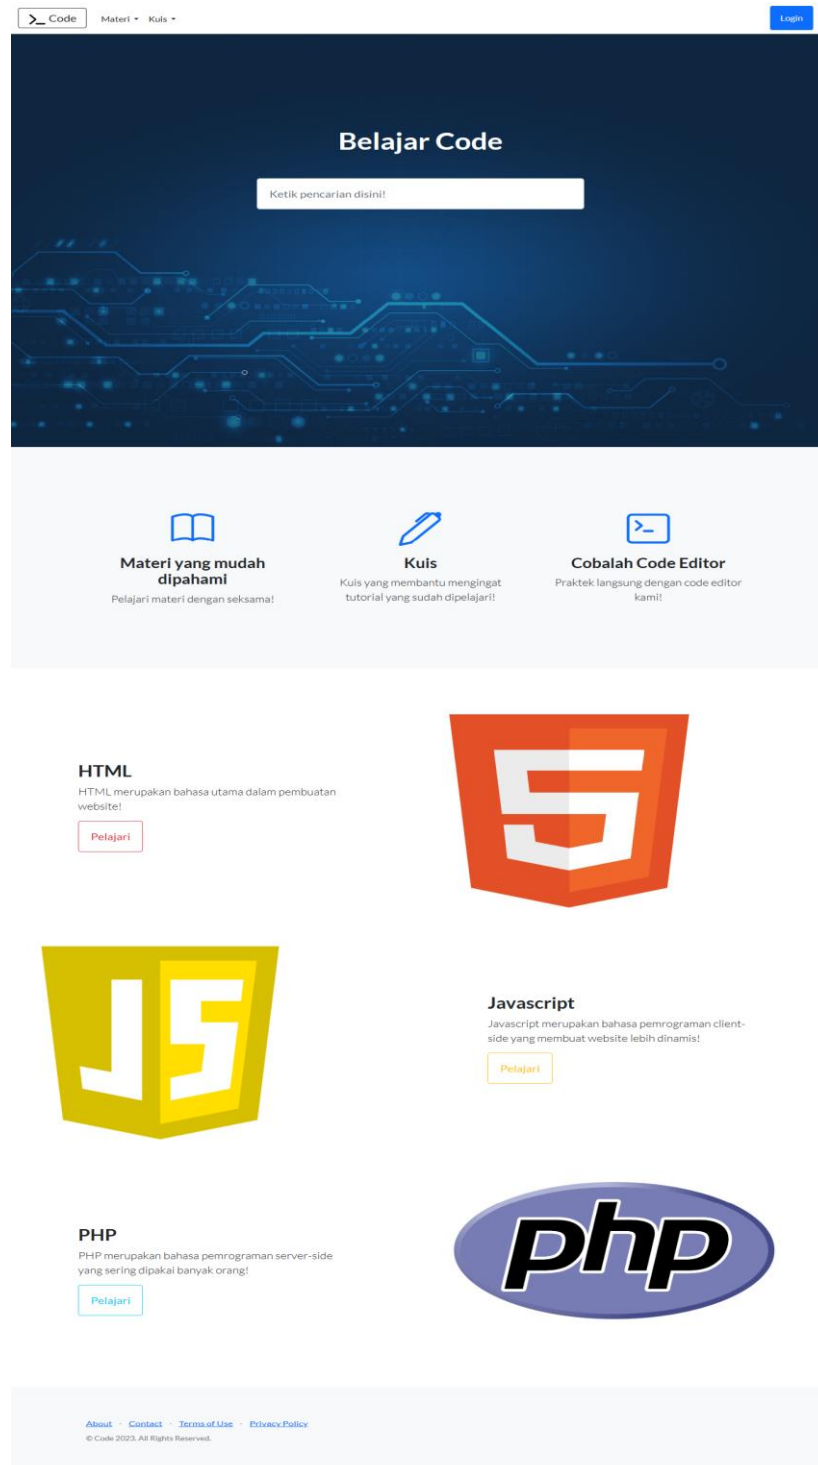 >_ Code Materi Kuis Login
Belajar Code
Ketik pencarian disini!
Materi yang mudah
dipahami
Pelajari materi dengan seksama!
Kuis
Kuis yang membantu mengingat
tutorial yang sudah dipelajari!
>_
Cobalah Code Editor
Praktek langsung dengan code editor
kami!
HTML
HTML merupakan bahasa utama dalam pembuatan
website!
Pelajari
5
JS
Javascript
Javascript merupakan bahasa pemrograman client-
side yang membuat website lebih dinamis!
Pelajari
PHP
PHP merupakan bahasa pemrograman server-side
yang sering dipakai banyak orang!
Pelajari
php
About · Contact · Terms of Use · Privacy Policy
© Code 2023. All Rights Reserved.